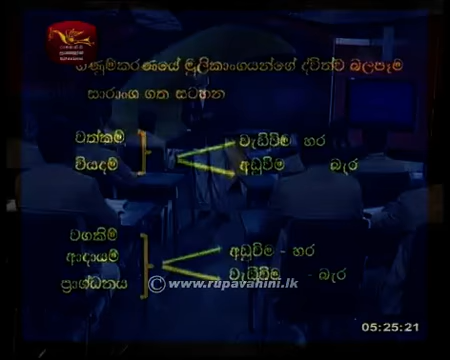 ගිණුම්කරණයේ මූලිකාංගයන්ගේ ද්විත්ව බලපෑම
සාරාංශ ගත සටහන
වත්කම් වැඩිවීම හර
වියදම් අඩුවීම බැර
වගකිම් අඩුවීම - හර
ආදායම් වැඩිවීම - බැර
ප්‍රාග්ධනය
© www.rupavahini.lk
05:25:21